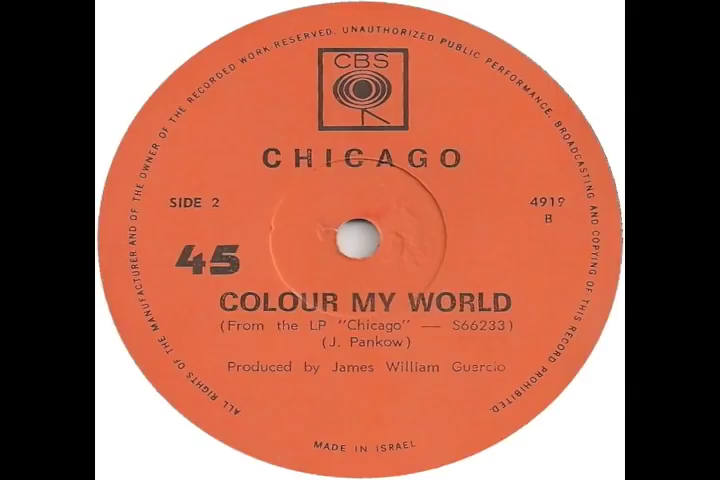 ALL RIGHTS OF THE MANUFACTURER AND OF THE OWNER OF THE RECORDED WORK RESERVED. UNAUTHORIZED PUBLIC PERFORMANCE, BROADCASTING AND COPYING OF THIS RECORD PROHIBITED.
CBS
CHICAGO
SIDE 2
4919
B
45
COLOUR MY WORLD
(From the LP "Chicago" — S66233)
(J. Pankow)
Produced by James William Guercio
MADE IN ISRAEL